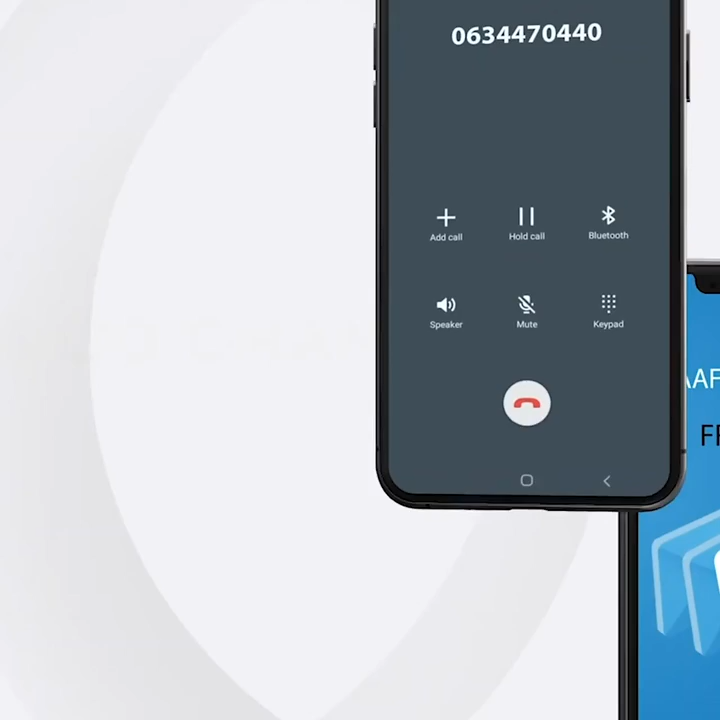 0634470440
Add call
Hold call
Bluetooth
Speaker
Mute
Keypad